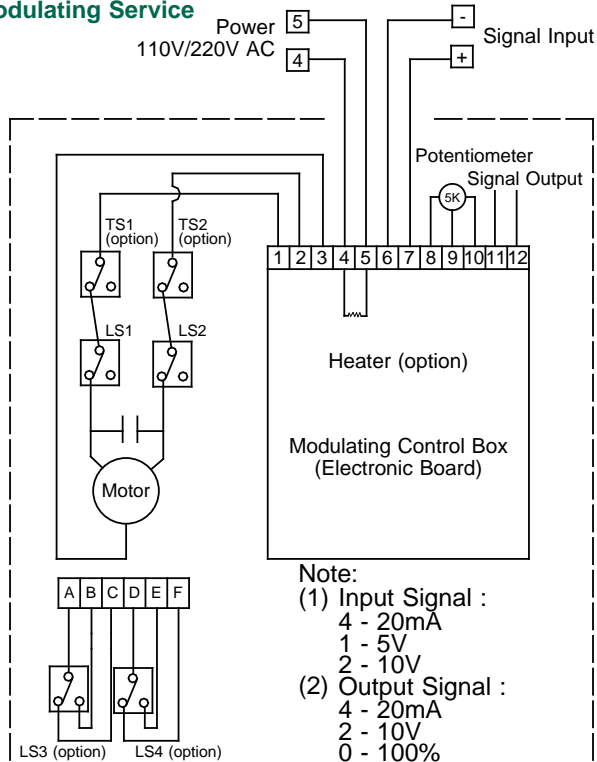 odulating Service
Power 5
110V/220V AC 4
- Signal Input
+
Potentiometer
Signal Output
5K
TS1
(option)
TS2
(option)
1 2 3 4 5 6 7 8 9 10 11 12
LS1
LS2
Heater (option)
Modulating Control Box
(Electronic Board)
Motor
A B C D E F
LS3 (option)
LS4 (option)
Note:
(1) Input Signal :
4 - 20mA
1 - 5V
2 - 10V
(2) Output Signal :
4 - 20mA
2 - 10V
0 - 100%